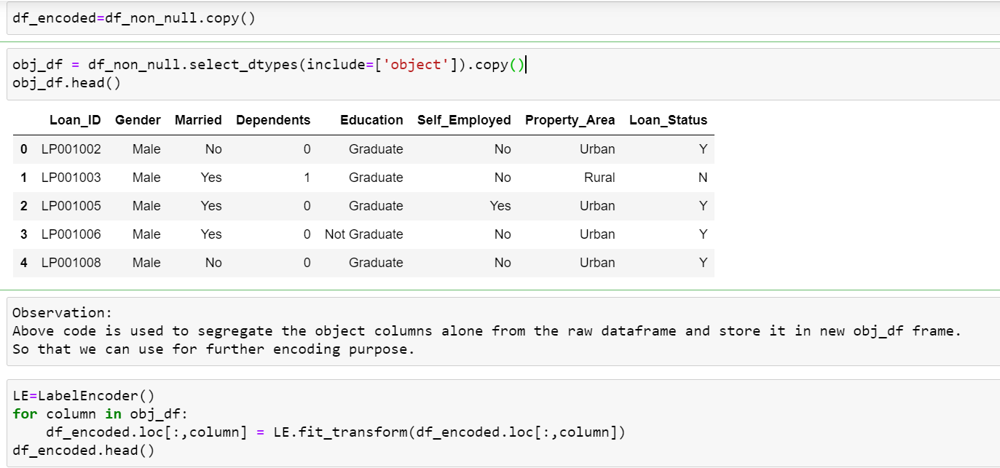 df_encoded=df_non_null.copy()
obj_df = df_non_null.select_dtypes(include=['object']).copy()
obj_df.head()
Loan_ID Gender Married Dependents Education Self_Employed Property_Area Loan_Status
0 LP001002 Male No 0 Graduate No Urban Y
1 LP001003 Male Yes 1 Graduate No Rural N
2 LP001005 Male Yes 0 Graduate Yes Urban Y
3 LP001006 Male Yes 0 Not Graduate No Urban Y
4 LP001008 Male No 0 Graduate No Urban Y
Observation:
Above code is used to segregate the object columns alone from the raw dataframe and store it in new obj_df frame.
So that we can use for further encoding purpose.
LE=LabelEncoder()
for column in obj_df:
    df_encoded.loc[:,column] = LE.fit_transform(df_encoded.loc[:,column])
df_encoded.head()